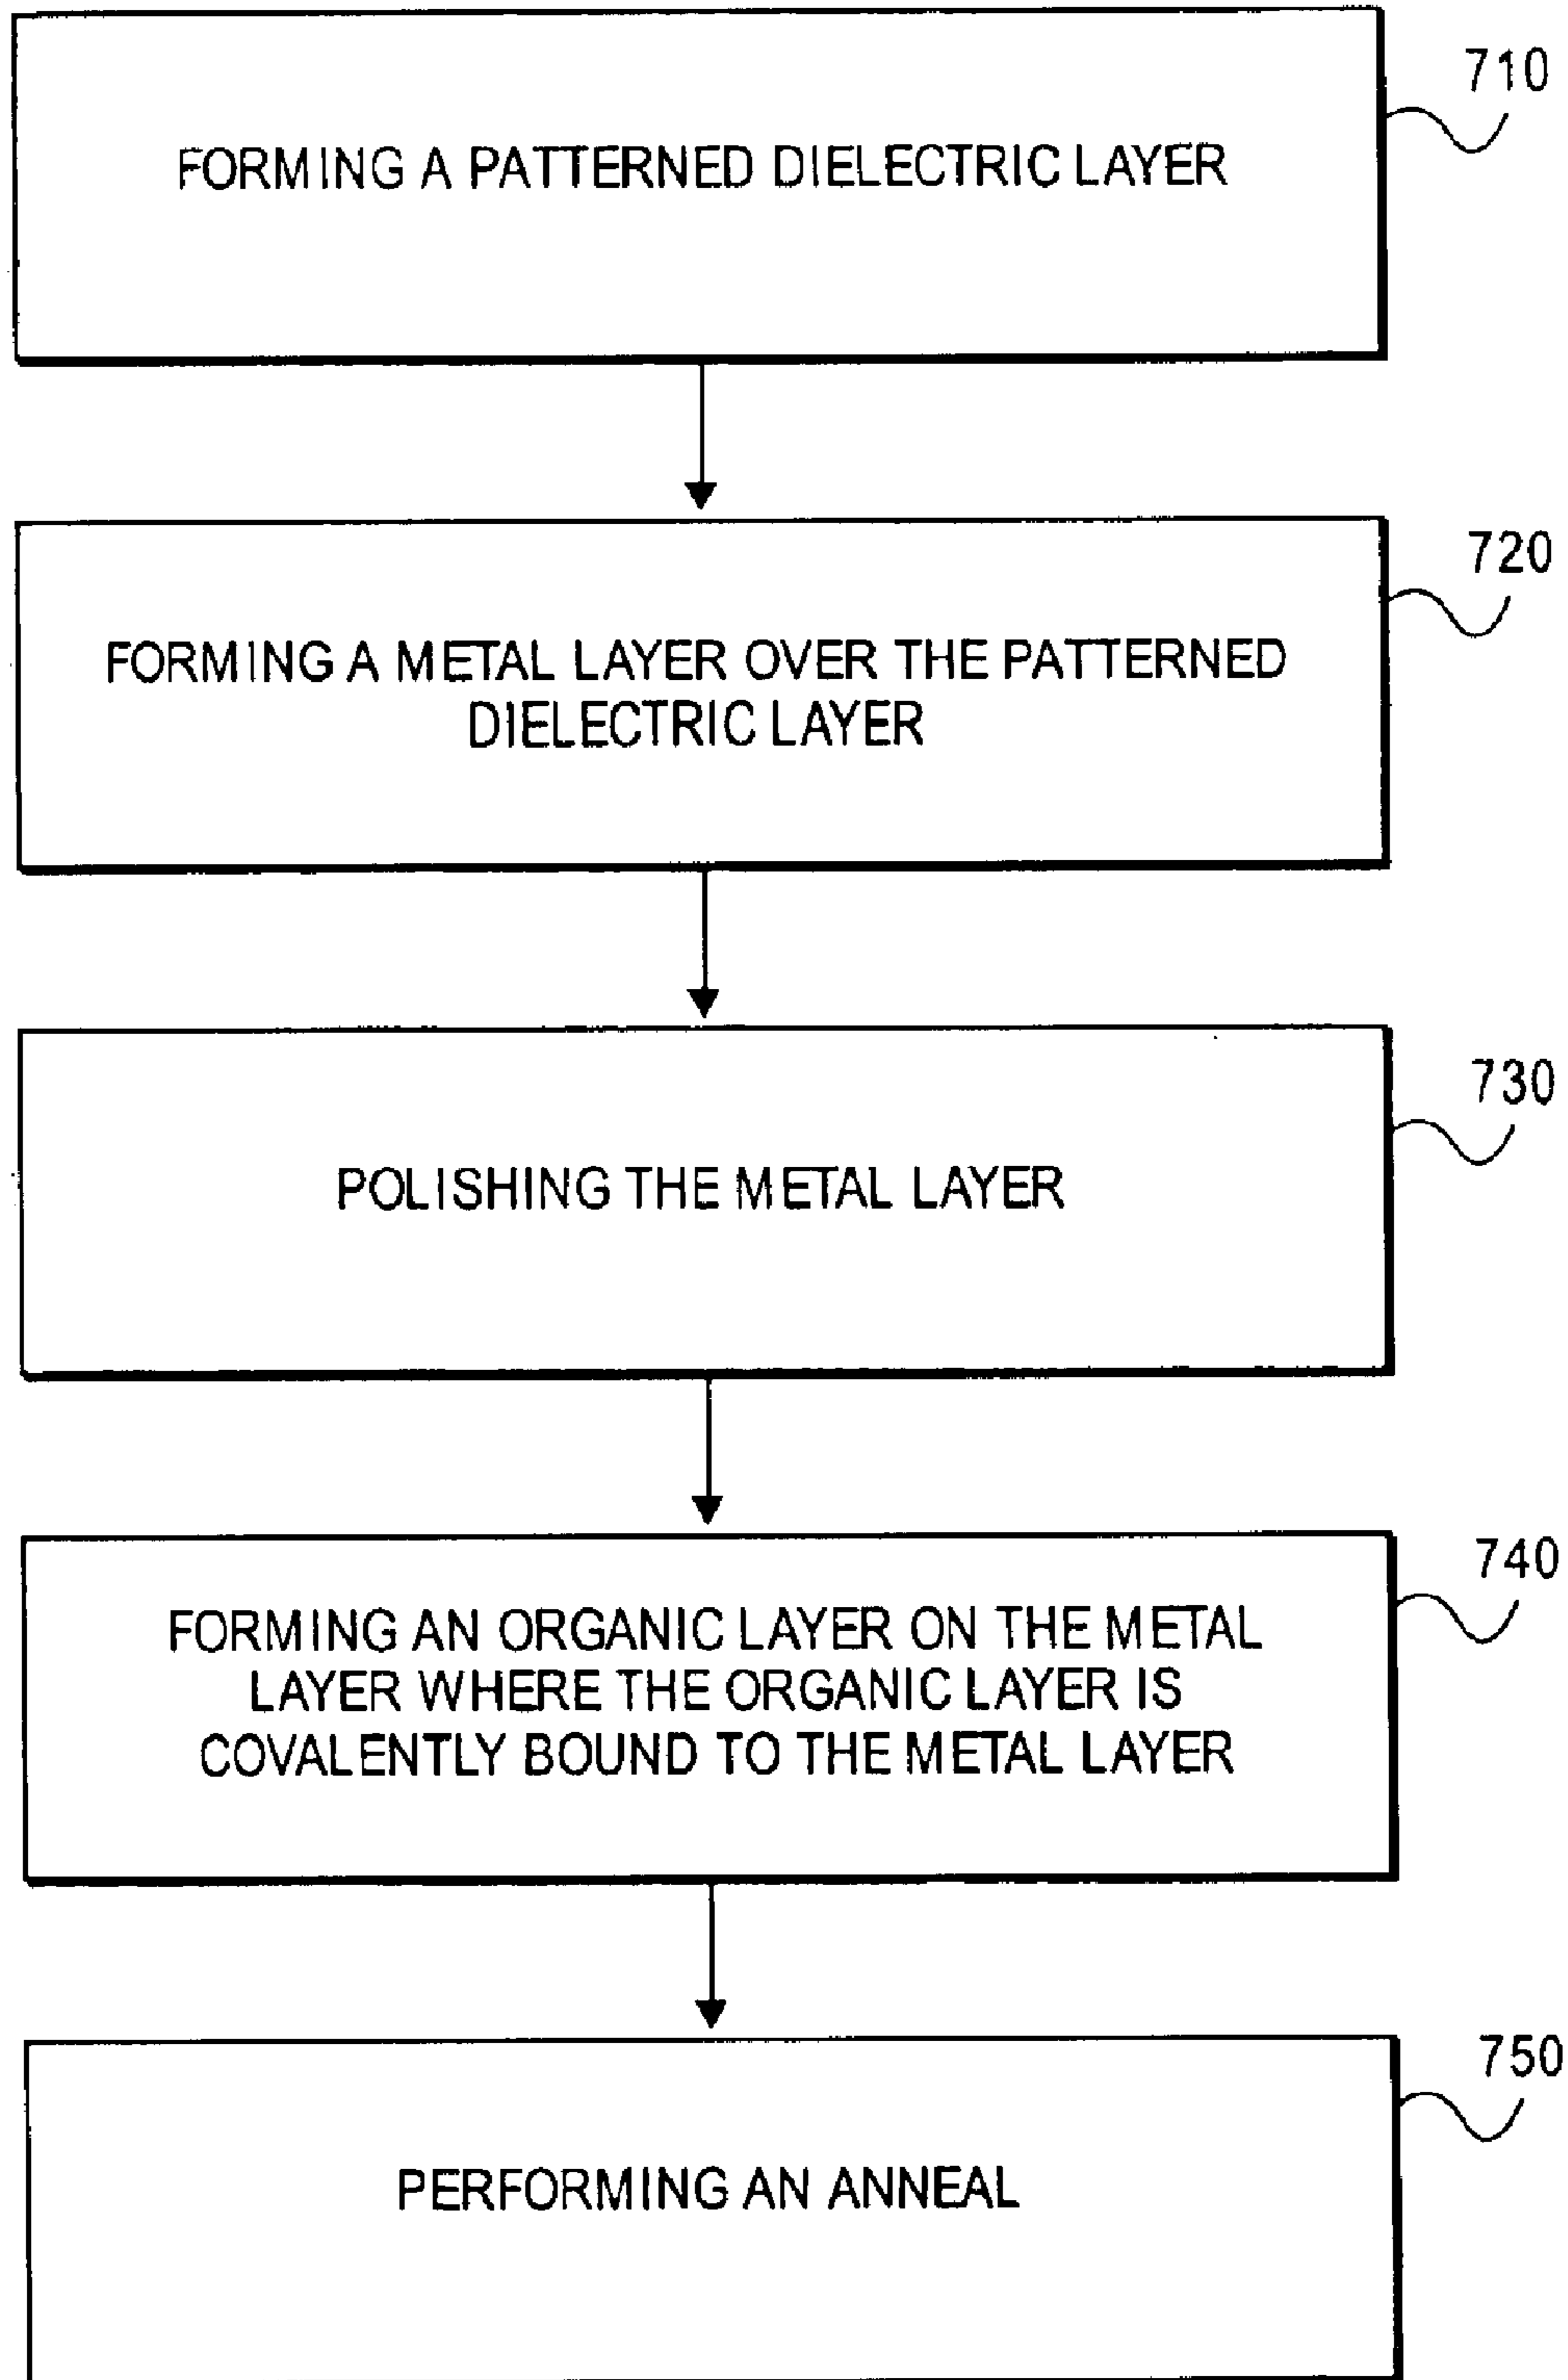 710
FORMING A PATTERNED DIELECTRIC LAYER
720
FORMING A METAL LAYER OVER THE PATTERNED
DIELECTRIC LAYER
730
POLISHING THE METAL LAYER
740
FORMING AN ORGANIC LAYER ON THE METAL
LAYER WHERE THE ORGANIC LAYER IS
COVALENTLY BOUND TO THE METAL LAYER
750
PERFORMING AN ANNEAL